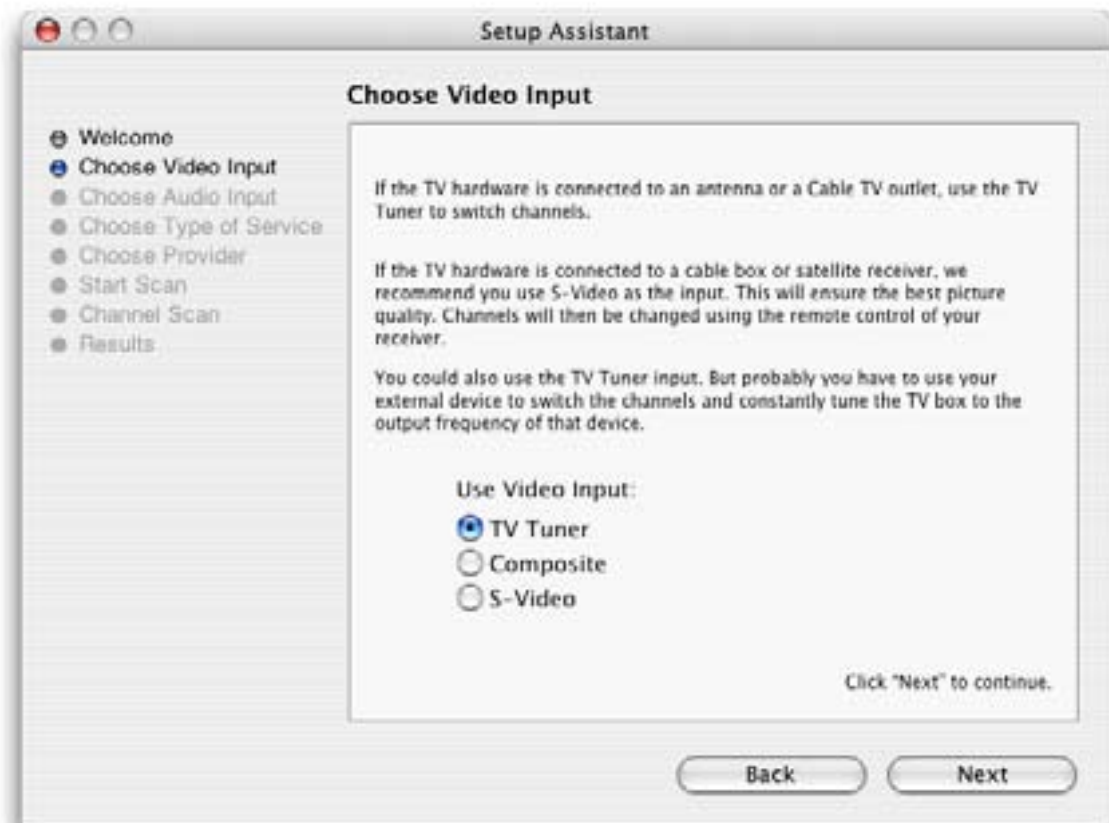 Setup Assistant
Choose Video Input
Welcome
Choose Video Input
Choose Audio Input
Choose Type of Service
Choose Provider
Start Scan
Channel Scan
Results
If the TV hardware is connected to an antenna or a Cable TV outlet, use the TV
Tuner to switch channels.
If the TV hardware is connected to a cable box or satellite receiver, we
recommend you use S-Video as the input. This will ensure the best picture
quality. Channels will then be changed using the remote control of your
receiver.
You could also use the TV Tuner input. But probably you have to use your
external device to switch the channels and constantly tune the TV box to the
output frequency of that device.
Use Video Input:
TV Tuner
Composite
S-Video
Click "Next" to continue.
Back
Next